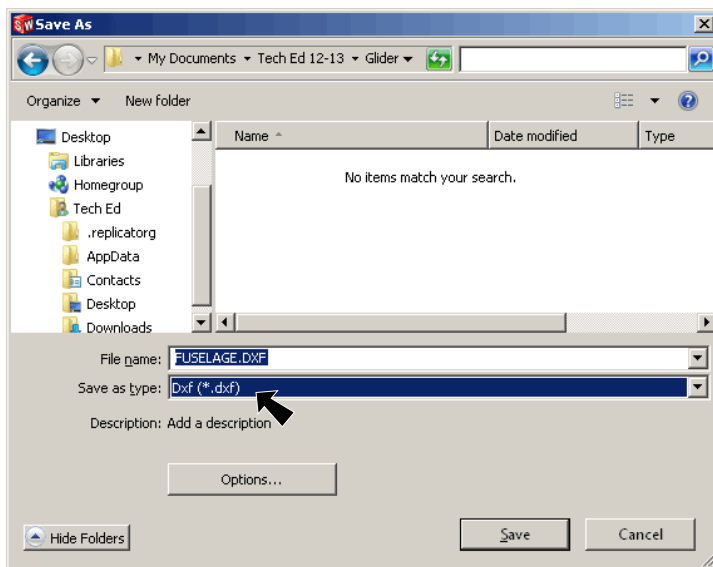 SW Save As
My Documents Tech Ed 12-13 Glider
Organize New folder
Name Date modified Type
No items match your search.
Desktop
Libraries
Homegroup
Tech Ed
.replicatorg
AppData
Contacts
Desktop
Downloads
File name: FUSELAGE.DXF
Save as type: Dxf (*.dxf)
Description: Add a description
Options...
Hide Folders Save Cancel